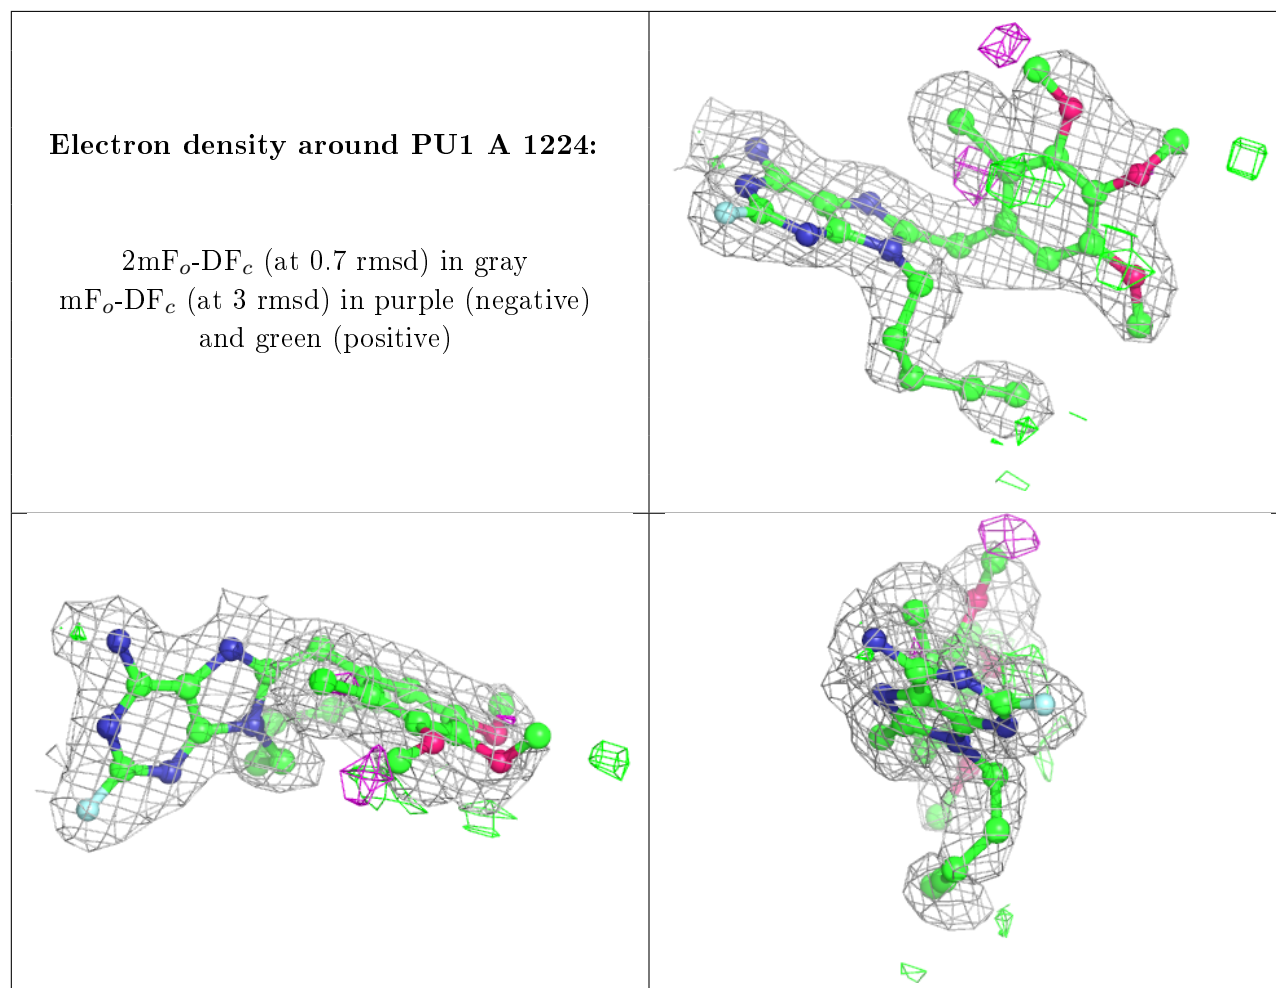 Electron density around PU1 A 1224:
2mFo-DFc (at 0.7 rmsd) in gray
mFo-DFc (at 3 rmsd) in purple (negative)
and green (positive)